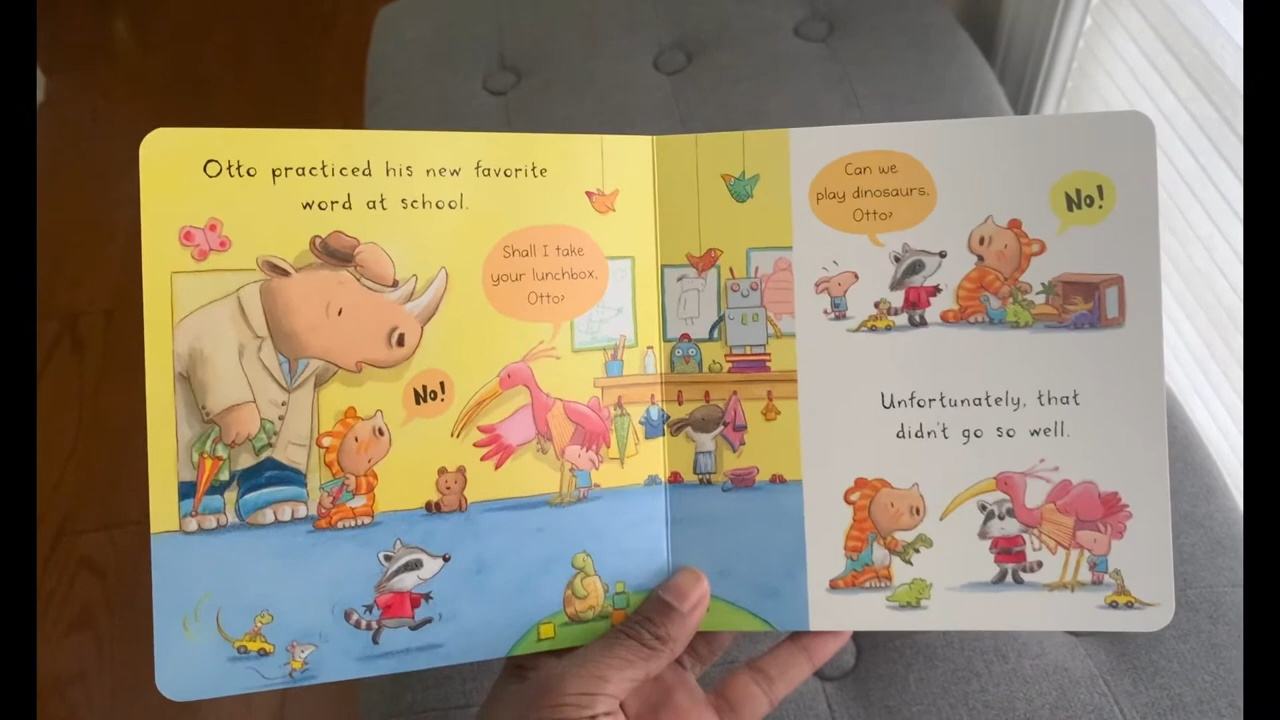 Otto practiced his new favorite
word at school.
Shall I take
your lunchbox,
Otto?
No!
Can we
play dinosaurs,
Otto?
No!
Unfortunately, that
didn't go so well.